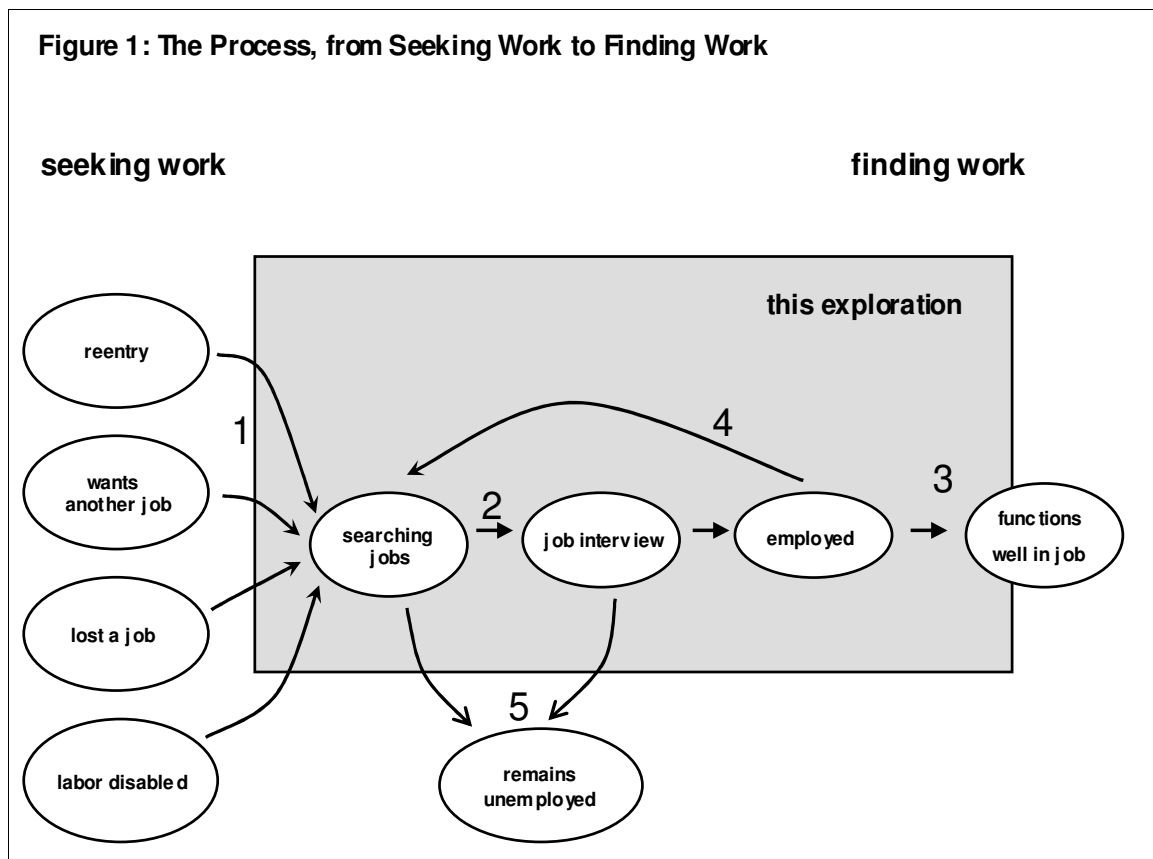 Figure 1: The Process, from Seeking Work to Finding Work
seeking work
finding work
this exploration
reentry
1
wants
another job
lost a job
labor disabled
searching
jobs
2
job interview
4
employed
3
functions
well in job
5
remains
unemployed